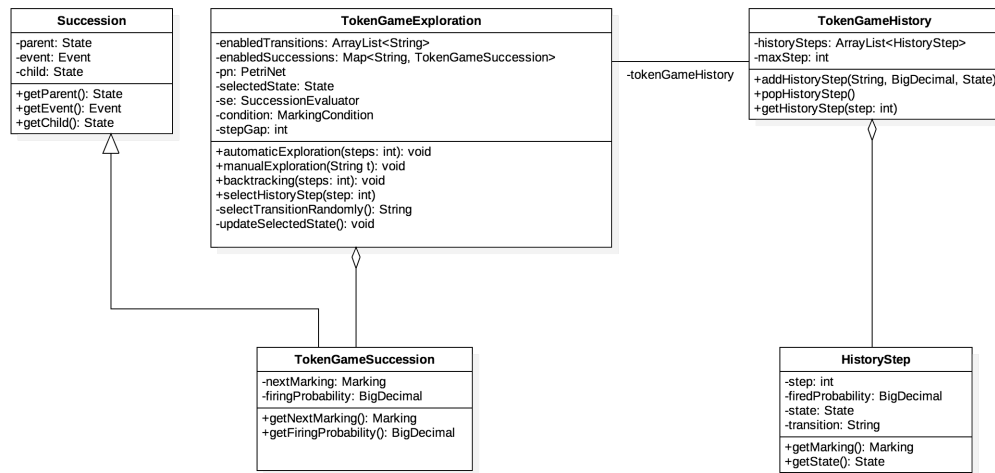 Succession
-parent: State
-event: Event
-child: State
+getParent(): State
+getEvent(): Event
+getChild(): State
TokenGameExploration
-enabledTransitions: ArrayList<String>
-enabledSuccessions: Map<String, TokenGameSuccession>
-pn: PetriNet
-selectedState: State
-se: SuccessionEvaluator
-condition: MarkingCondition
-stepGap: int
+automaticExploration(steps: int): void
+manualExploration(String t): void
+backtracking(steps: int): void
+selectHistoryStep(step: int)
-selectTransitionRandomly(): String
-updateSelectedState(): void
-tokenGameHistory
TokenGameHistory
-historySteps: ArrayList<HistoryStep>
-maxStep: int
+addHistoryStep(String, BigDecimal, State)
+popHistoryStep()
+getHistoryStep(step: int)
TokenGameSuccession
-nextMarking: Marking
-firingProbability: BigDecimal
+getNextMarking(): Marking
+getFiringProbability(): BigDecimal
HistoryStep
-step: int
-firedProbability: BigDecimal
-state: State
-transition: String
+getMarking(): Marking
+getState(): State